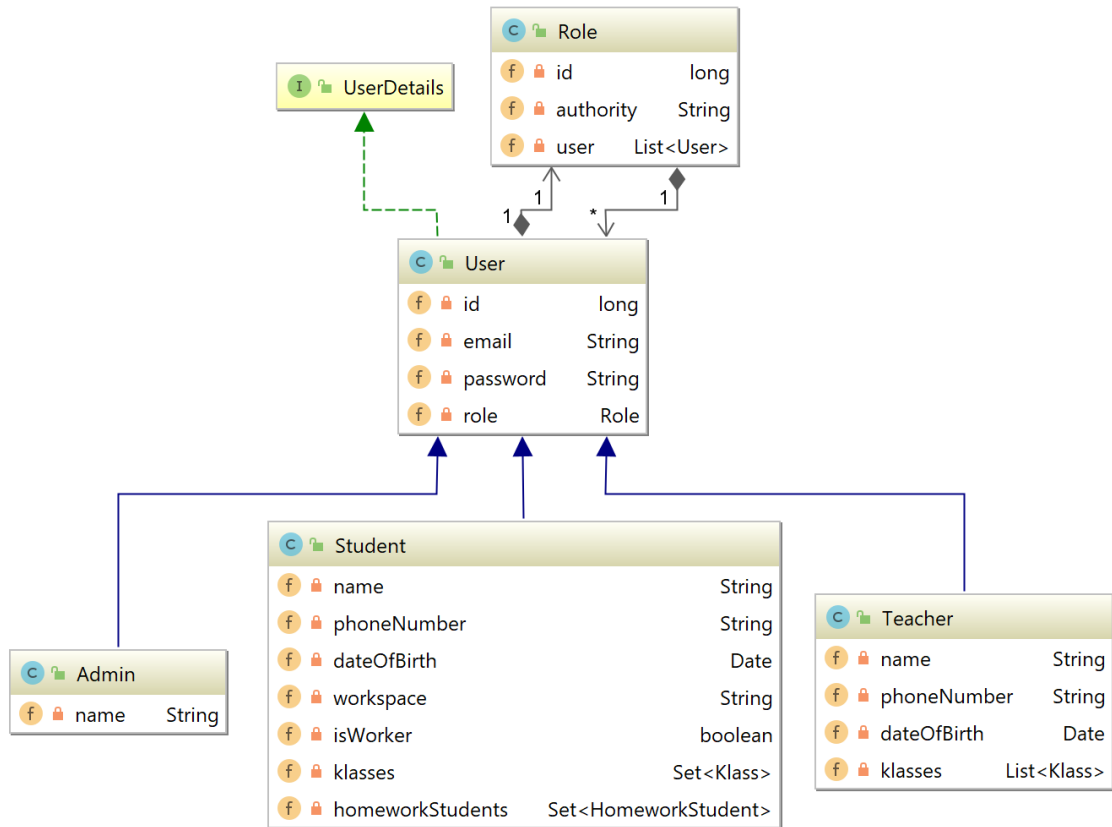 C Role
f id long
f authority String
f user List<User>
I UserDetails
1 1
* 1
C User
f id long
f email String
f password String
f role Role
C Student
f name String
f phoneNumber String
f dateOfBirth Date
f workspace String
f isWorker boolean
f klasses Set<Klass>
f homeworkStudents Set<HomeworkStudent>
C Teacher
f name String
f phoneNumber String
f dateOfBirth Date
f klasses List<Klass>
C Admin
f name String